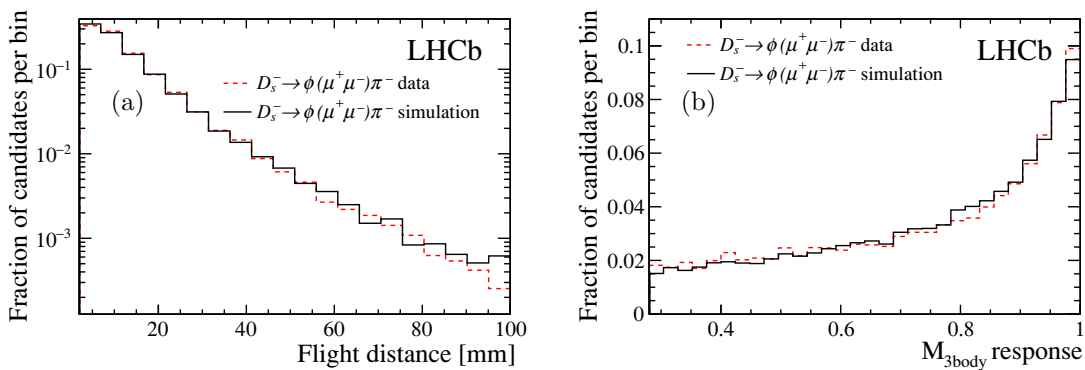 Fraction of candidates per bin
10⁻¹
10⁻²
10⁻³
LHCb
(a)
D_s⁻→ϕ(μ⁺μ⁻)π⁻ data
D_s⁻→ϕ(μ⁺μ⁻)π⁻ simulation
20 40 60 80 100
Flight distance [mm]
Fraction of candidates per bin
0.1
0.08
0.06
0.04
0.02
0
LHCb
D_s⁻→ϕ(μ⁺μ⁻)π⁻ data
D_s⁻→ϕ(μ⁺μ⁻)π⁻ simulation
(b)
0.4 0.6 0.8 1
M_3body response